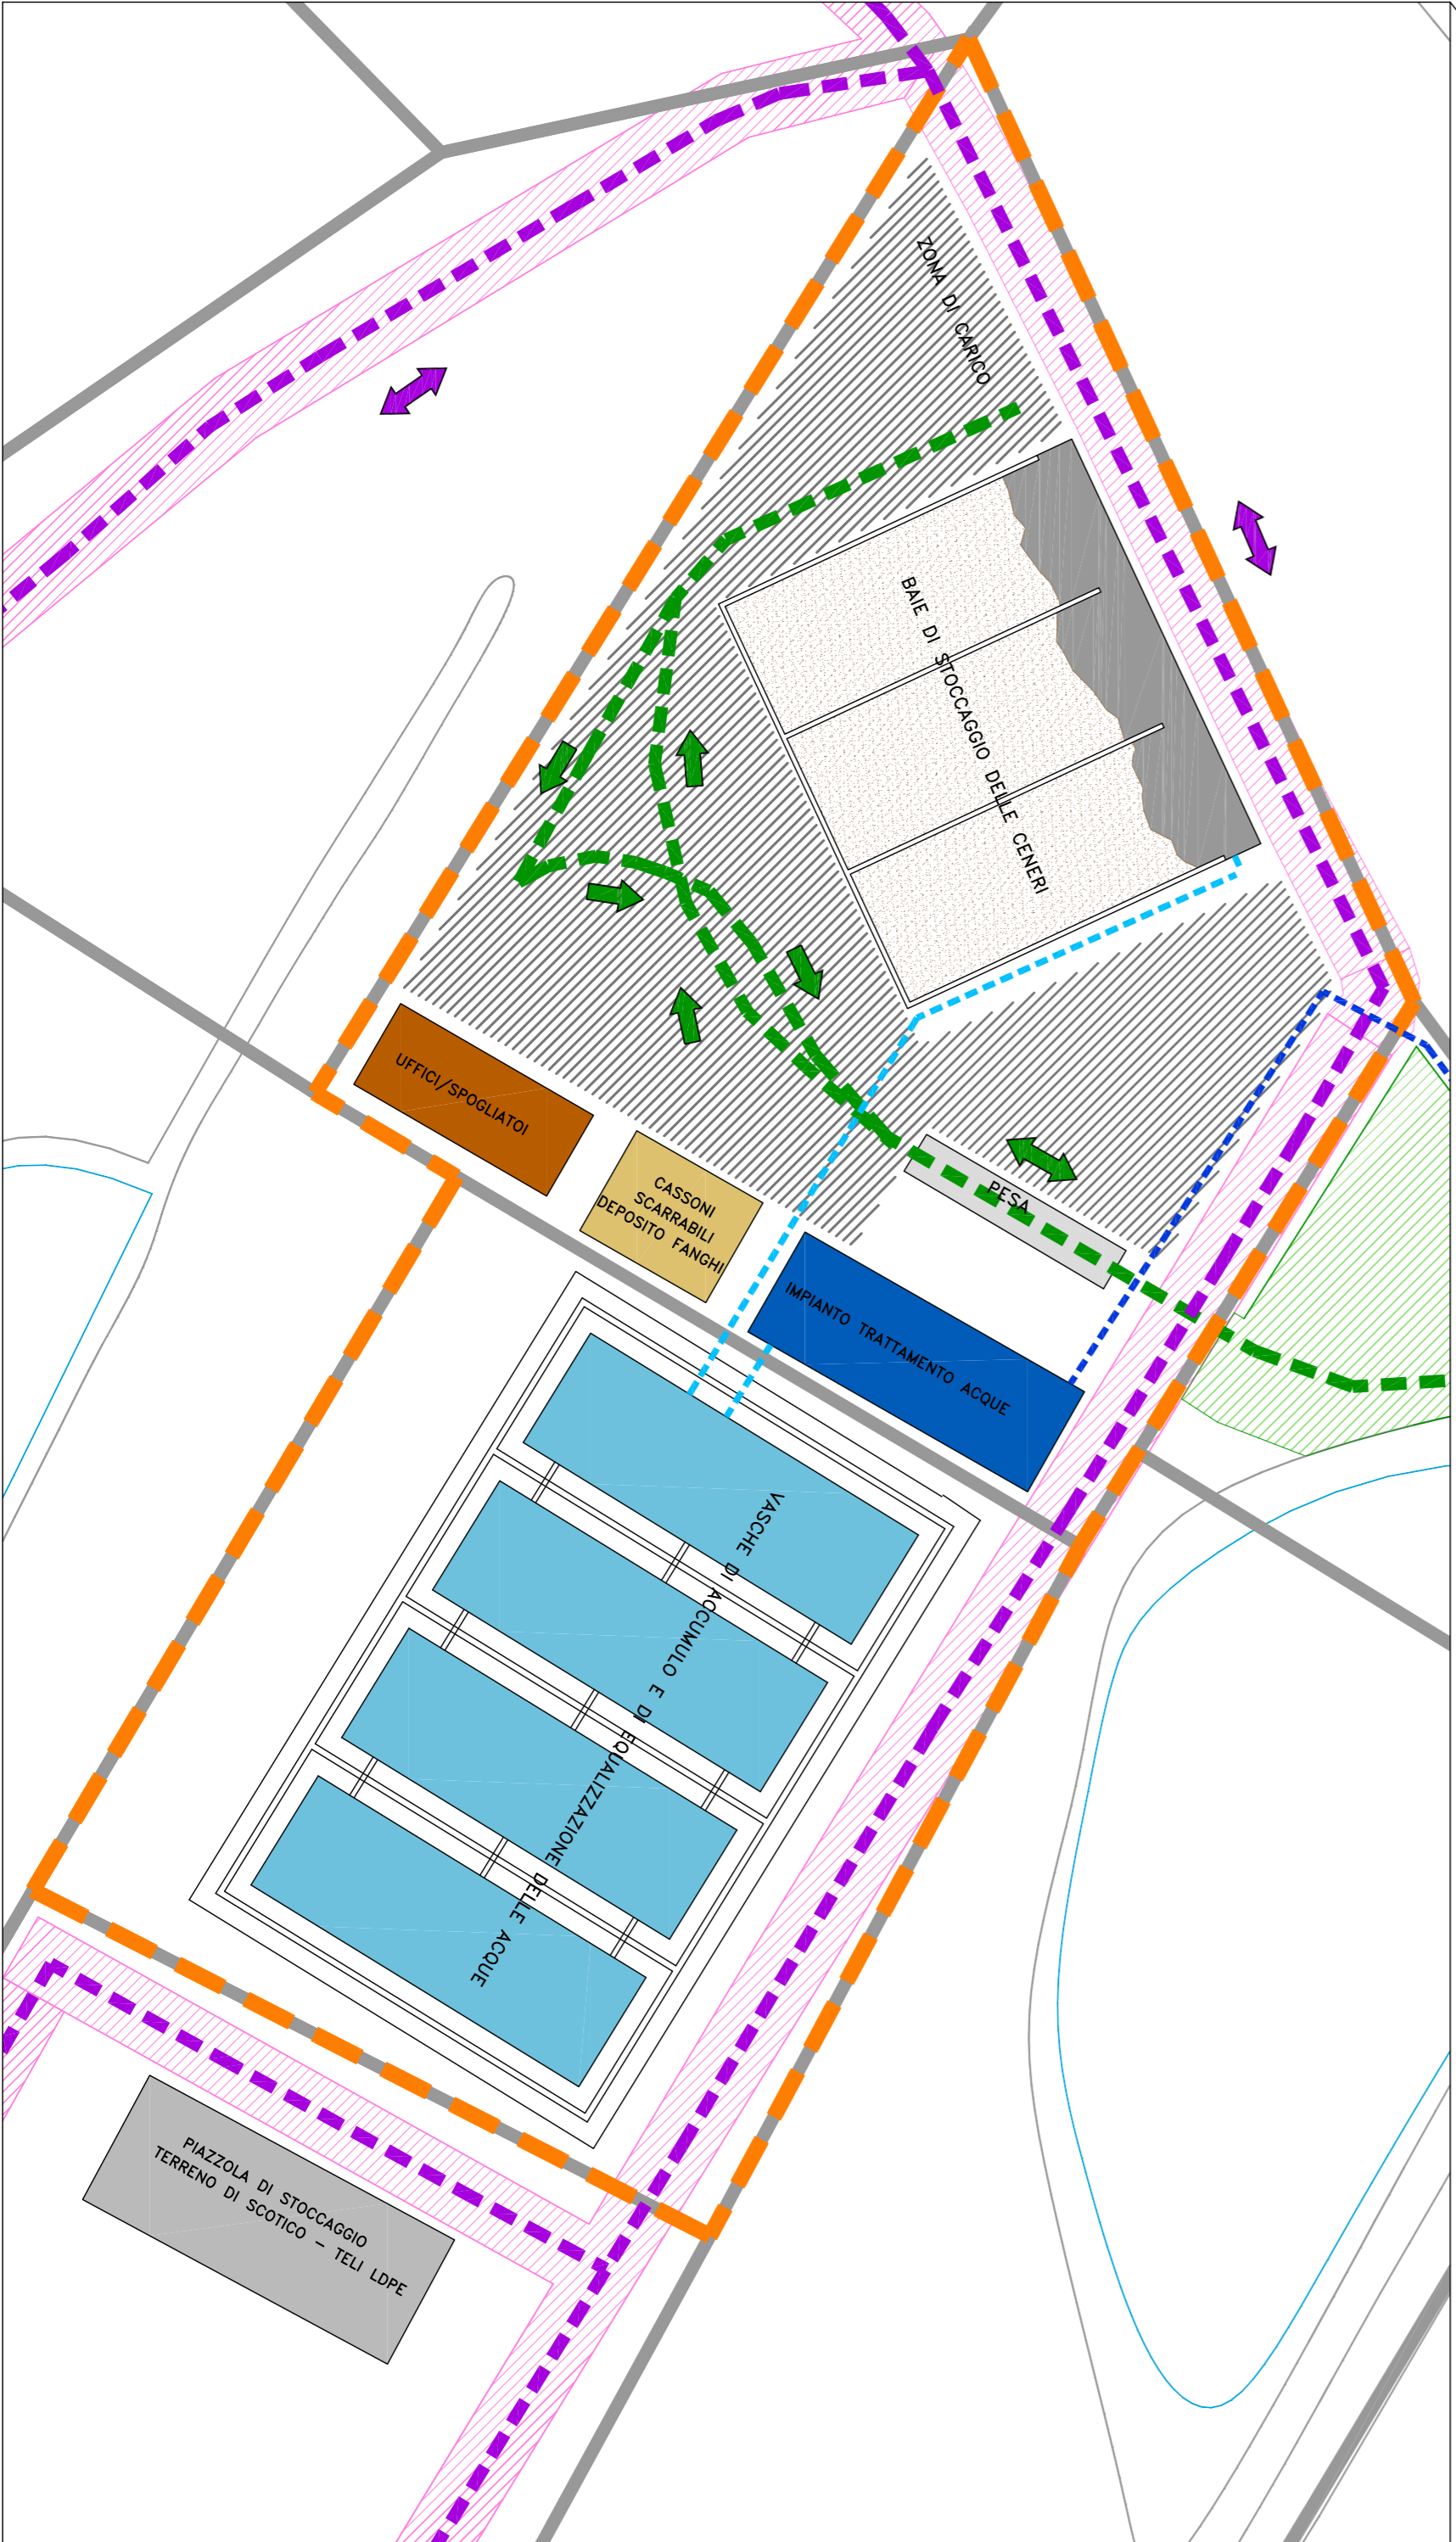 ZONA DI CARICO
BAIE DI STOCCAGGIO DELLE CENERI
UFFICI/SPOGLIATOI
CASSONI
SCARRABILI
DEPOSITO FANGHI
PESA
IMPIANTO TRATTAMENTO ACQUE
VASCHE DI ACCUMULO E DI EQUALIZZAZIONE DELLE ACQUE
PIAZZOLA DI STOCCAGGIO
TERRENO DI SCOTICO - TELI LDPE